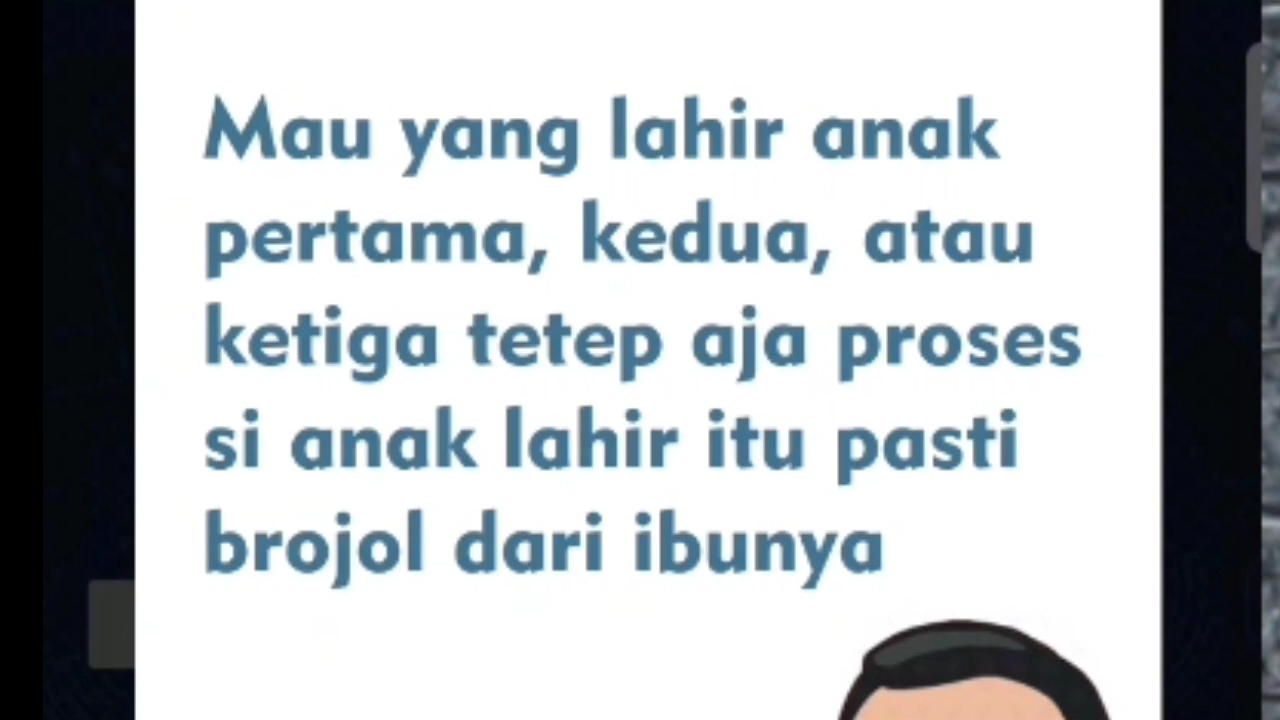 Mau yang lahir anak
pertama, kedua, atau
ketiga tetep aja proses
si anak lahir itu pasti
brojol dari ibunya